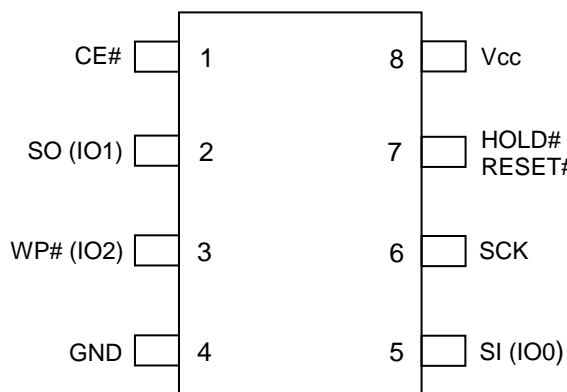 CE# 1 8 Vcc
SO (IO1) 2 7 HOLD#
RESET#
WP# (IO2) 3 6 SCK
GND 4 5 SI (IO0)